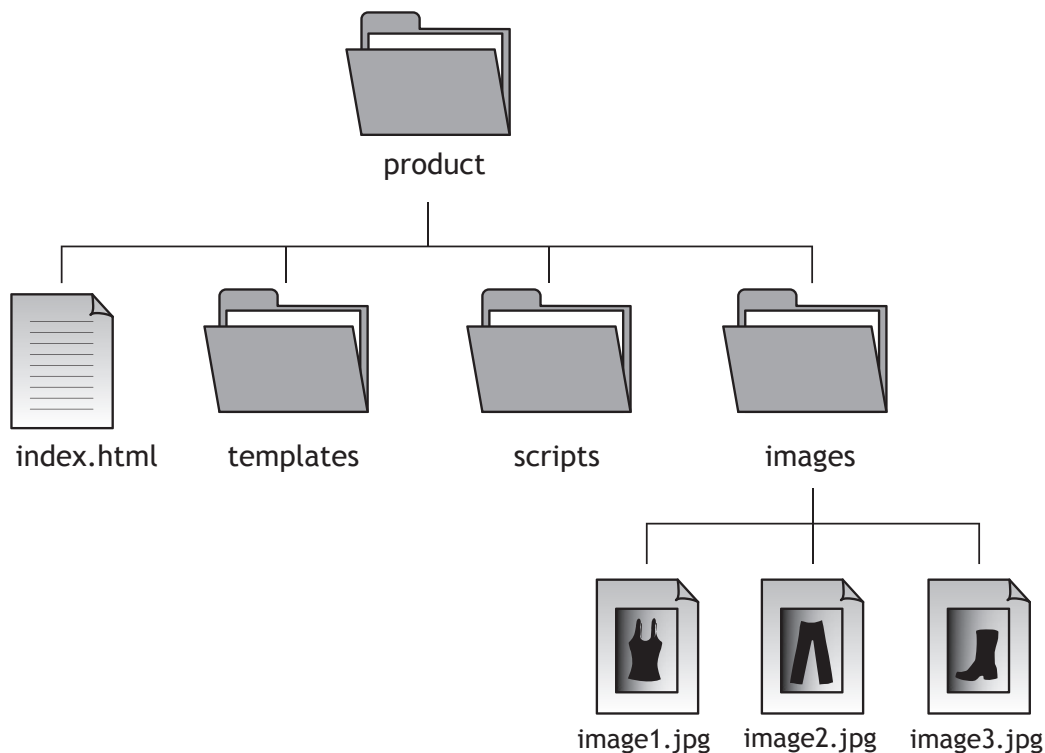 product
index.html
templates
scripts
images
image1.jpg
image2.jpg
image3.jpg